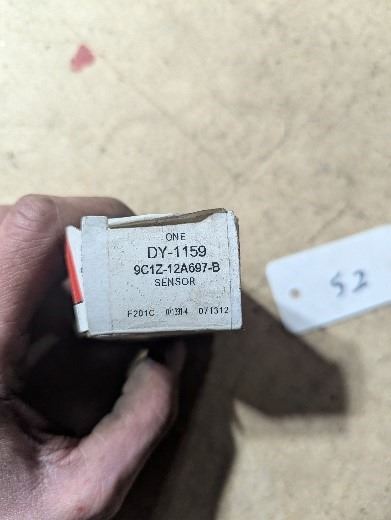 ONE
DY-1159
9C1Z-12A697-B
SENSOR
F201C 071312
52